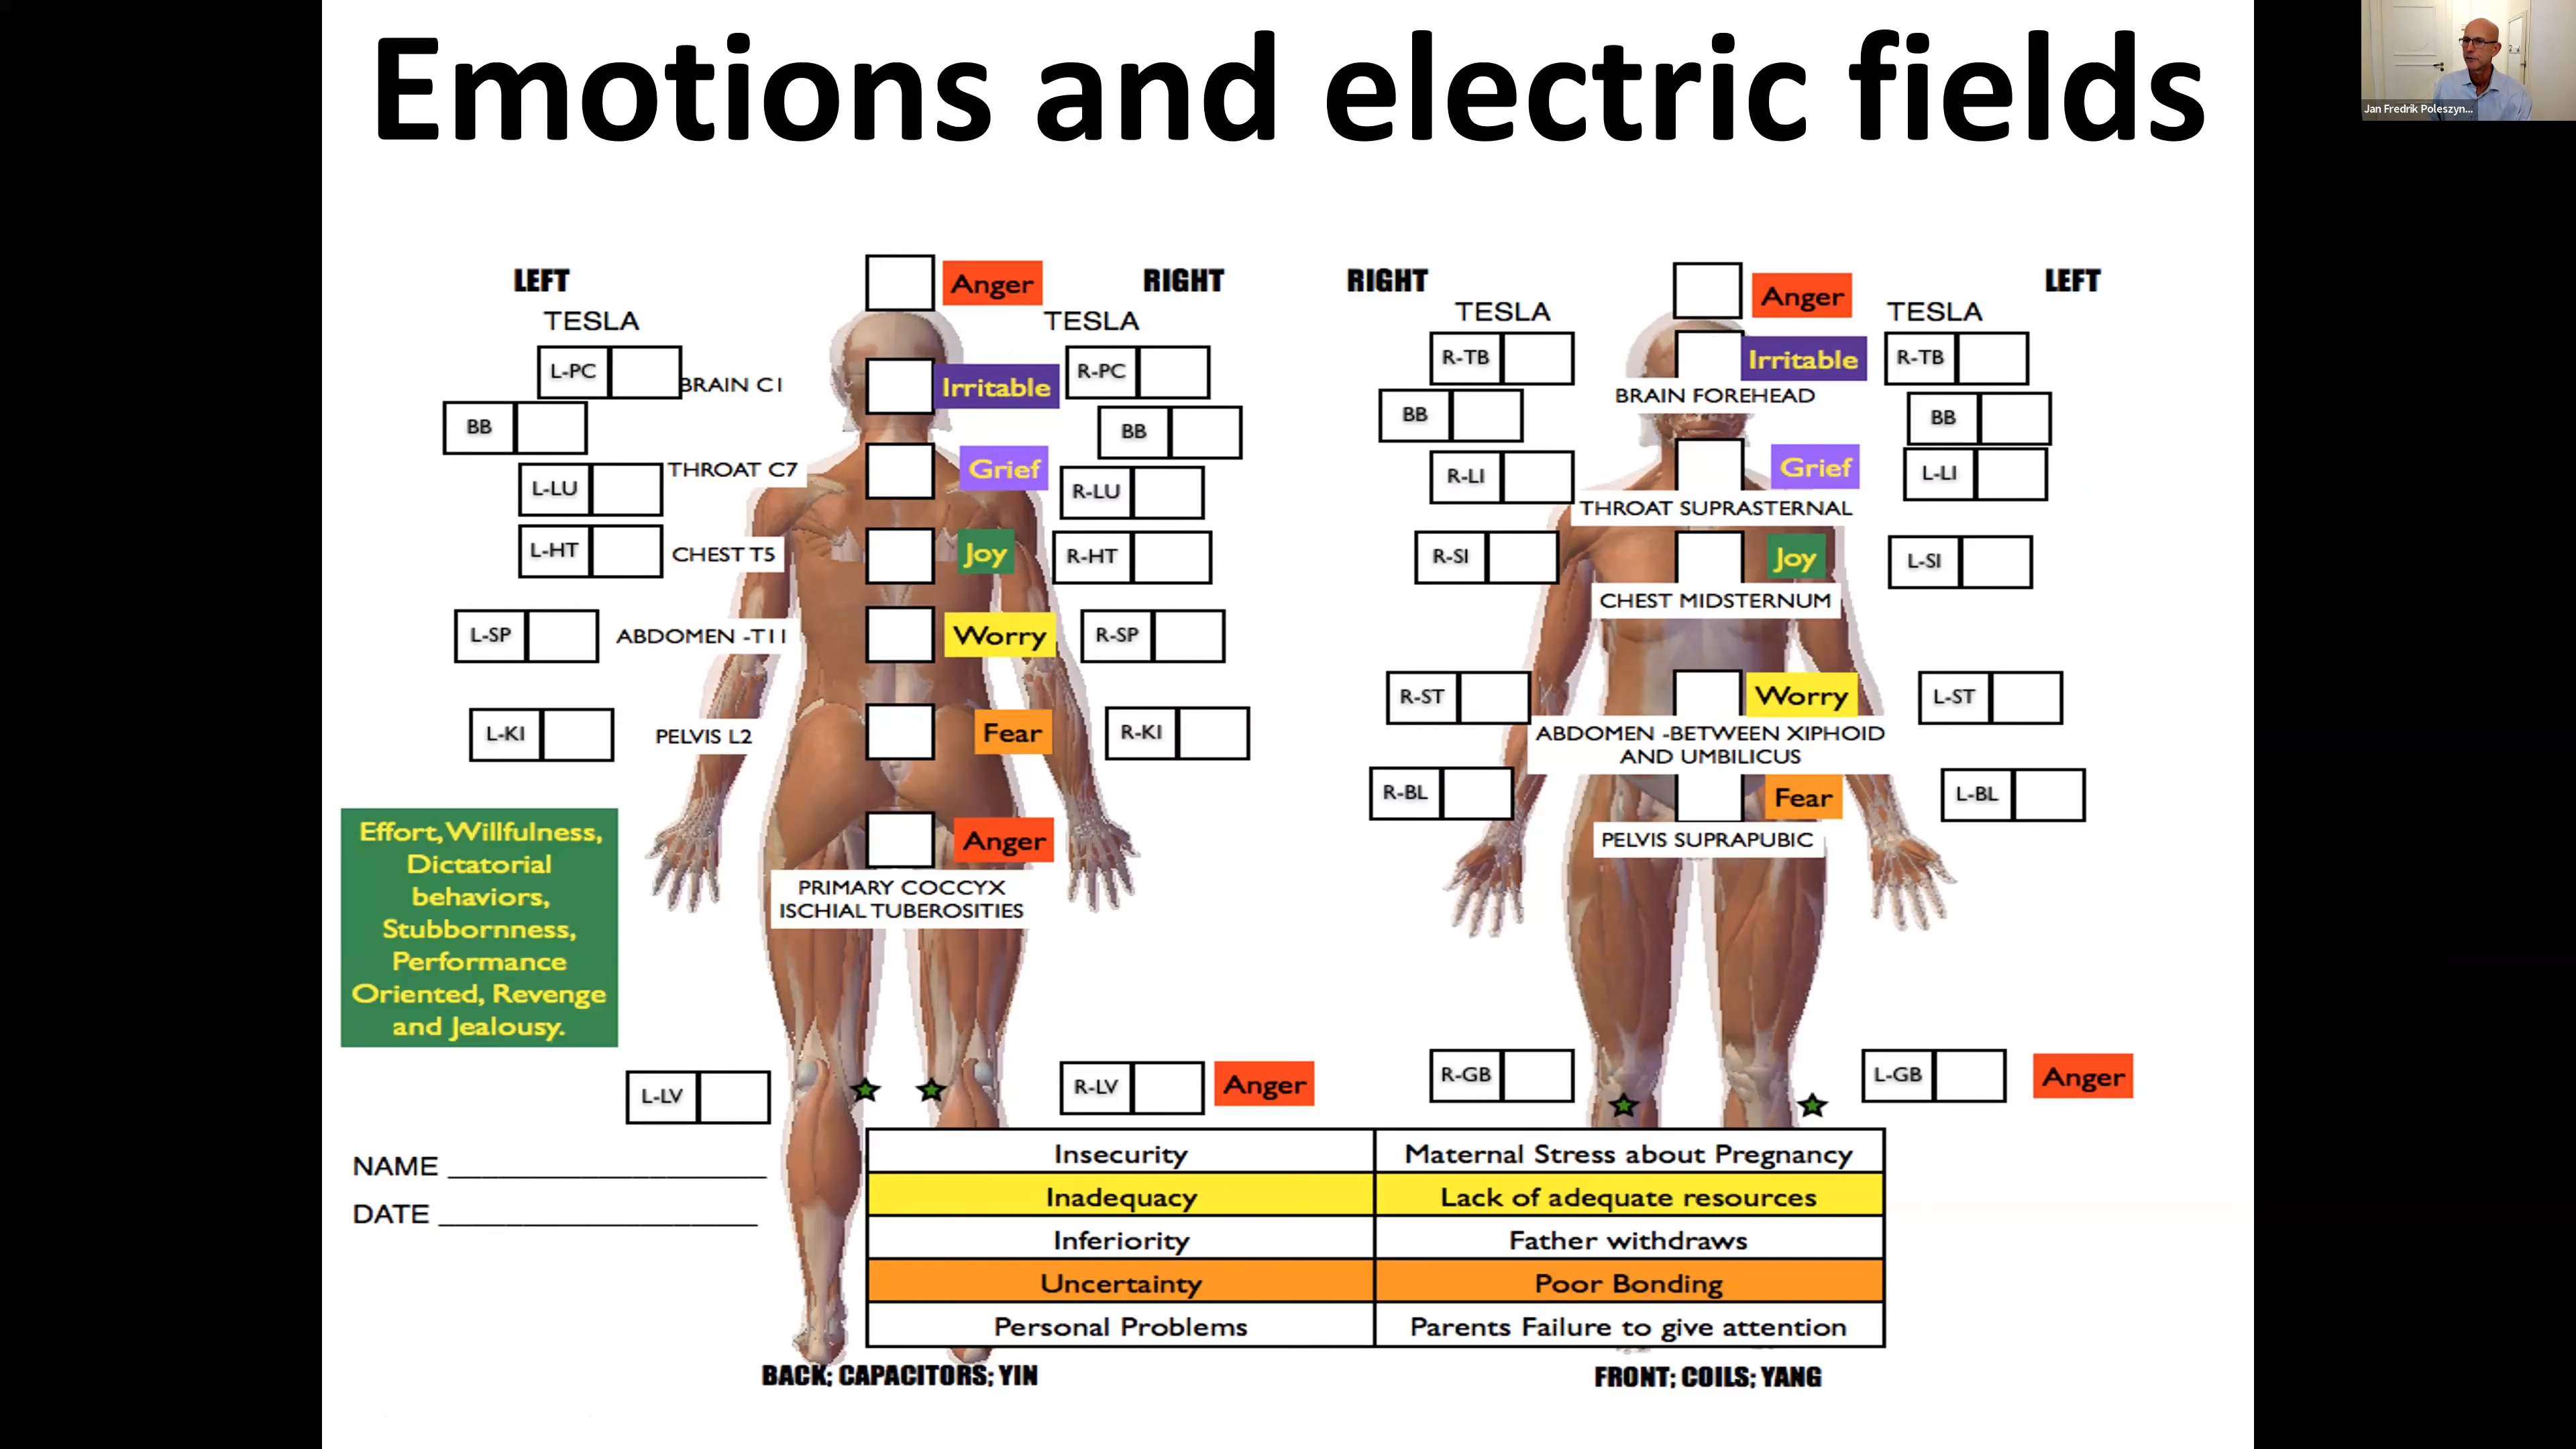 Emotions and electric fields
Jan Fredrik Poleszyn...
LEFT
Anger
RIGHT
TESLA
TESLA
L-PC
BRAIN C1
Irritable
R-PC
BB
BB
L-LU
THROAT C7
Grief
R-LU
L-HT
CHEST T5
Joy
R-HT
L-SP
ABDOMEN -T11
Worry
R-SP
L-KI
PELVIS L2
Fear
R-KI
Anger
PRIMARY COCCYX
ISCHIAL TUBEROSITIES
Effort, Willfulness,
Dictatorial
behaviors,
Stubbornness,
Performance
Oriented, Revenge
and Jealousy.
L-LV
R-LV
Anger
NAME ____________________
DATE ____________________
BACK; CAPACITORS; YIN
RIGHT
Anger
LEFT
TESLA
TESLA
R-TB
Irritable
R-TB
BRAIN FOREHEAD
BB
BB
R-LI
Grief
L-LI
THROAT SUPRASTERNAL
R-SI
Joy
L-SI
CHEST MIDSTERNUM
R-ST
Worry
L-ST
ABDOMEN -BETWEEN XIPHOID
AND UMBILICUS
R-BL
Fear
L-BL
PELVIS SUPRAPUBIC
R-GB
L-GB
Anger
Insecurity
Maternal Stress about Pregnancy
Inadequacy
Lack of adequate resources
Inferiority
Father withdraws
Uncertainty
Poor Bonding
Personal Problems
Parents Failure to give attention
FRONT; COILS; YANG